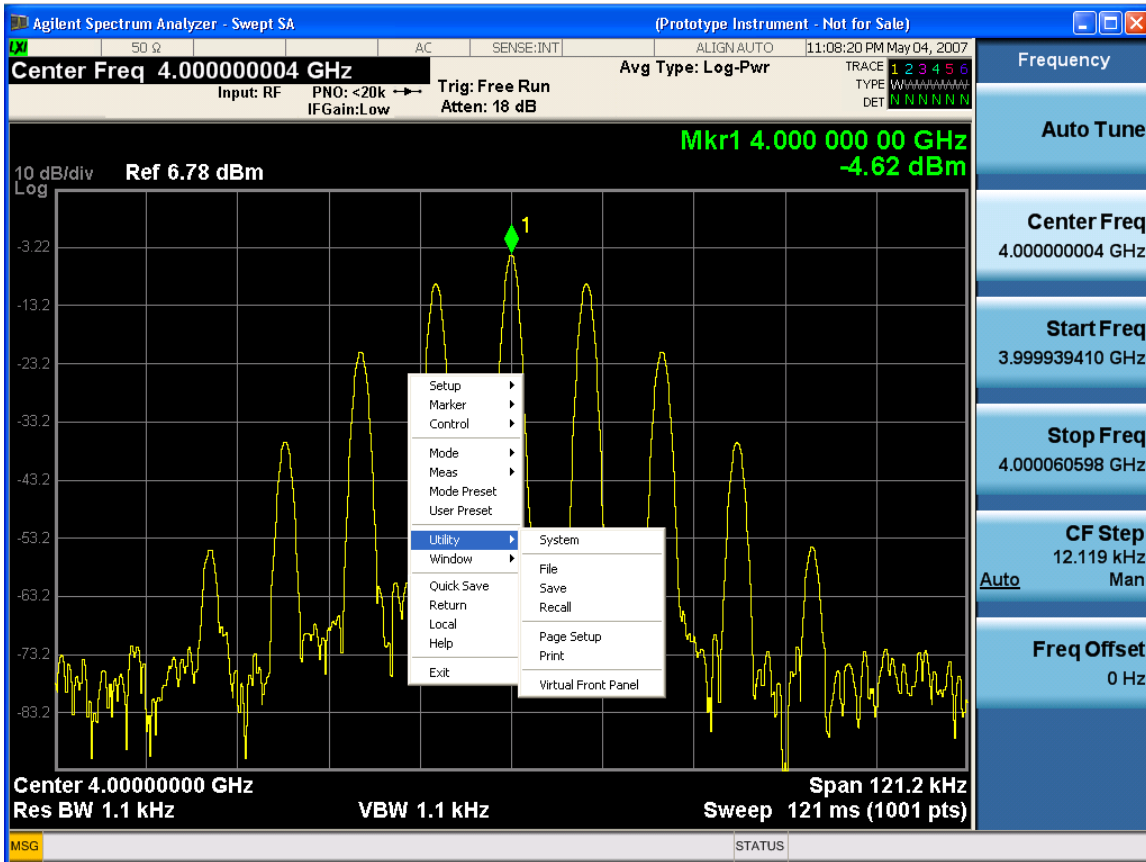 Agilent Spectrum Analyzer - Swept SA (Prototype Instrument - Not for Sale)
LXI 50 Ω AC SENSE:INT ALIGNAUTO 11:08:20 PM May 04, 2007
Center Freq 4.000000004 GHz
Input: RF PNO: <20k
IFGain:Low
Trig: Free Run
Atten: 18 dB
Avg Type: Log-Pwr
TRACE 1 2 3 4 5 6
TYPE
DET N N N N N N
Mkr1 4.000 000 00 GHz
-4.62 dBm
10 dB/div Ref 6.78 dBm
Log
1
-3.22
-13.2
-23.2
-33.2
-43.2
-53.2
-63.2
-73.2
-83.2
Setup
Marker
Control
Mode
Meas
Mode Preset
User Preset
Utility
Window
Quick Save
Return
Local
Help
Exit
System
File
Save
Recall
Page Setup
Print
Virtual Front Panel
Center 4.00000000 GHz Span 121.2 kHz
Res BW 1.1 kHz VBW 1.1 kHz Sweep 121 ms (1001 pts)
MSG STATUS
Frequency
Auto Tune
Center Freq
4.000000004 GHz
Start Freq
3.999939410 GHz
Stop Freq
4.000060598 GHz
CF Step
12.119 kHz
Auto Man
Freq Offset
0 Hz